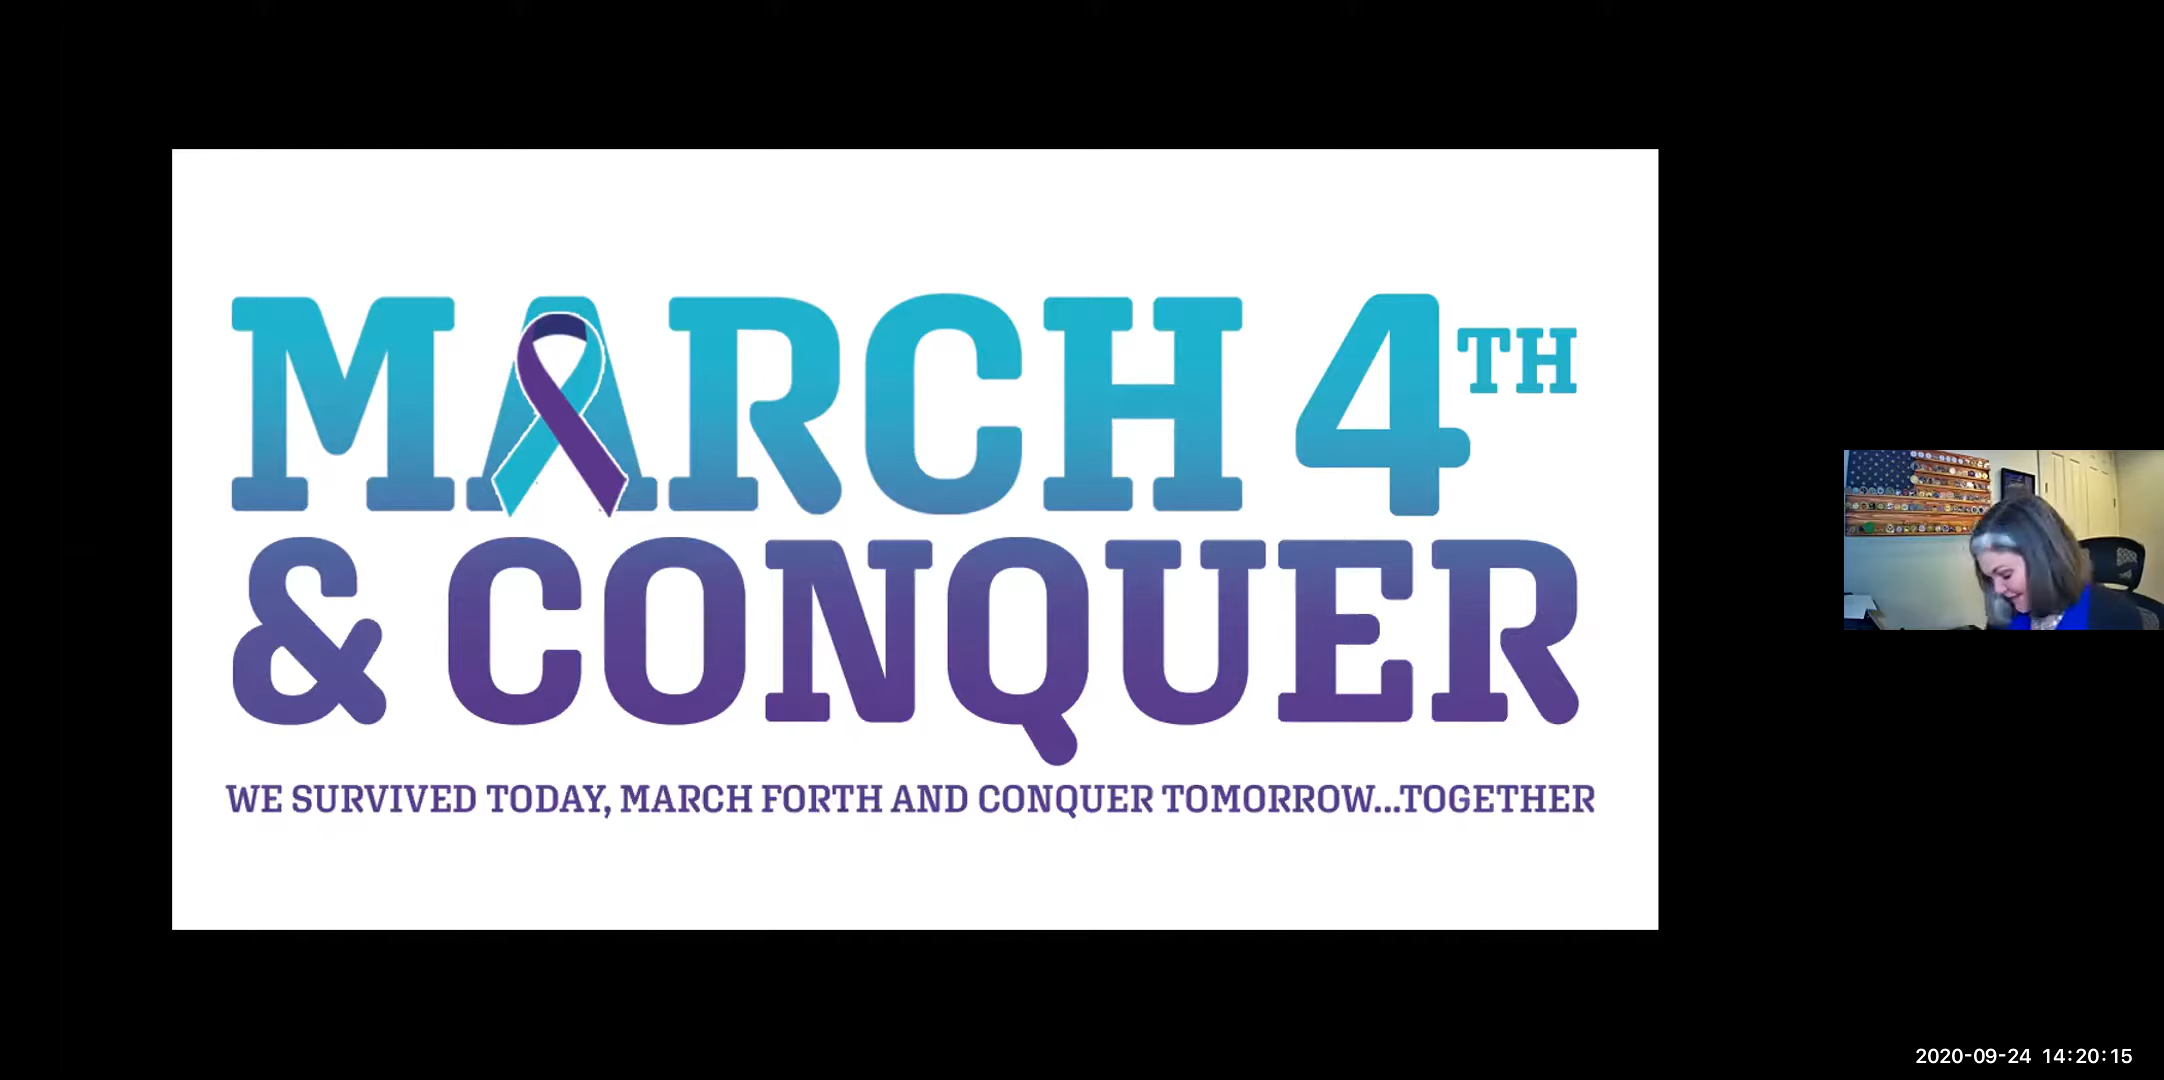 MARCH 4TH
& CONQUER
WE SURVIVED TODAY, MARCH FORTH AND CONQUER TOMORROW...TOGETHER
2020-09-24 14:20:15